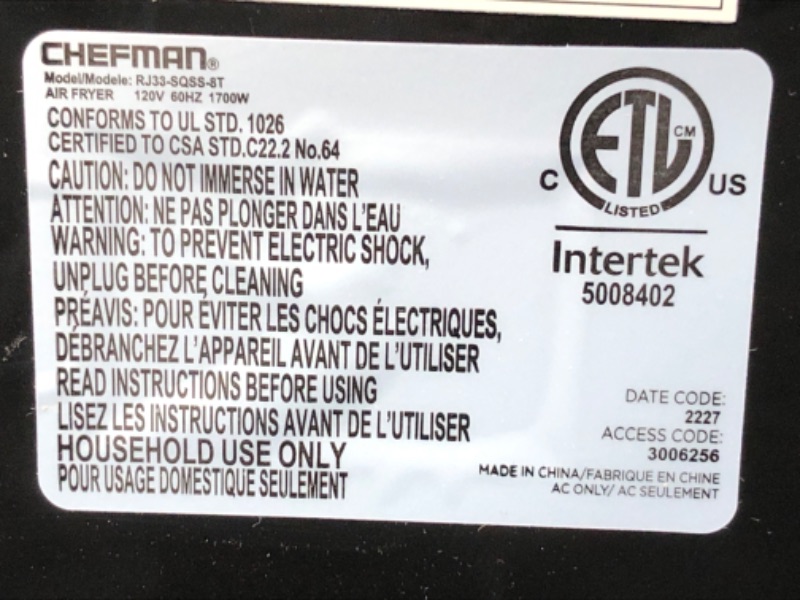 CHEFMAN®
Model/Modele: RJ33-SQSS-8T
AIR FRYER 120V 60HZ 1700W
CONFORMS TO UL STD. 1026
CERTIFIED TO CSA STD.C22.2 No.64
CAUTION: DO NOT IMMERSE IN WATER
ATTENTION: NE PAS PLONGER DANS L'EAU
WARNING: TO PREVENT ELECTRIC SHOCK,
UNPLUG BEFORE CLEANING
PRÉAVIS: POUR ÉVITER LES CHOCS ÉLECTRIQUES,
DÉBRANCHEZ L'APPAREIL AVANT DE L'UTILISER
READ INSTRUCTIONS BEFORE USING
LISEZ LES INSTRUCTIONS AVANT DE L'UTILISER
HOUSEHOLD USE ONLY
POUR USAGE DOMESTIQUE SEULEMENT
ETL CM
C US
LISTED
Intertek
5008402
DATE CODE:
2227
ACCESS CODE:
3006256
MADE IN CHINA/FABRIQUE EN CHINE
AC ONLY/ AC SEULEMENT